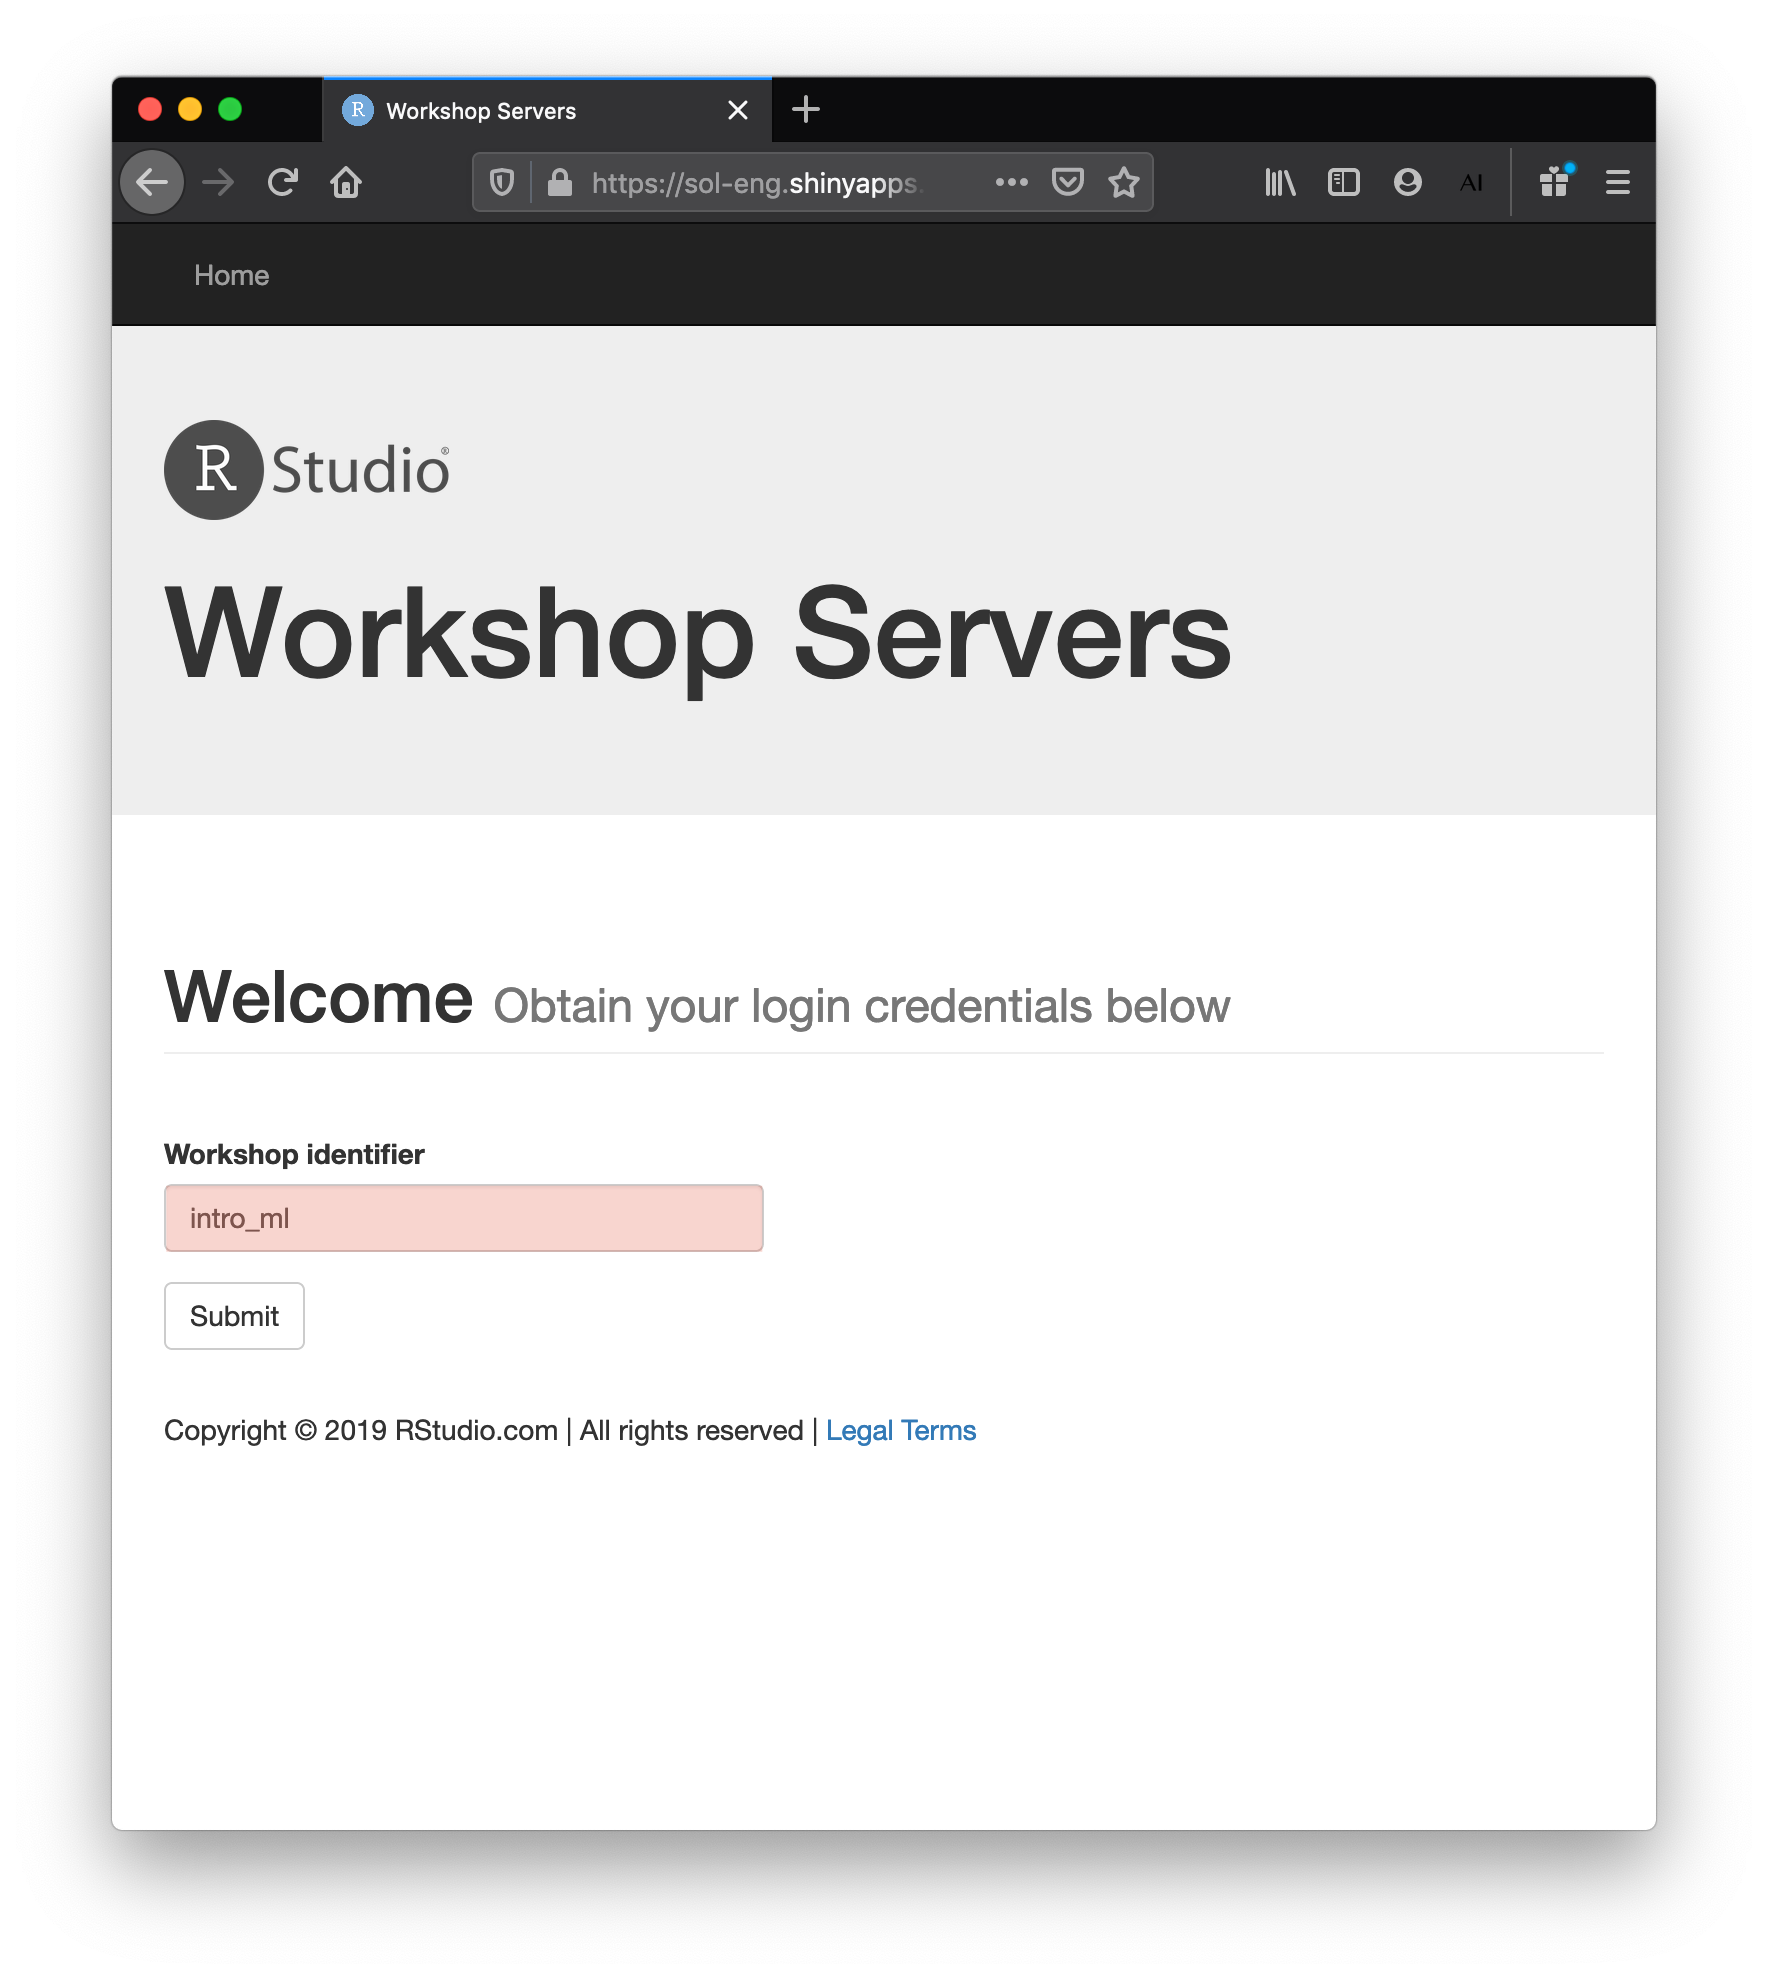 R Workshop Servers
https://sol-eng.shinyapps.
AI
Home
R Studio®
Workshop Servers
Welcome Obtain your login credentials below
Workshop identifier
intro_ml
Submit
Copyright © 2019 RStudio.com | All rights reserved | Legal Terms